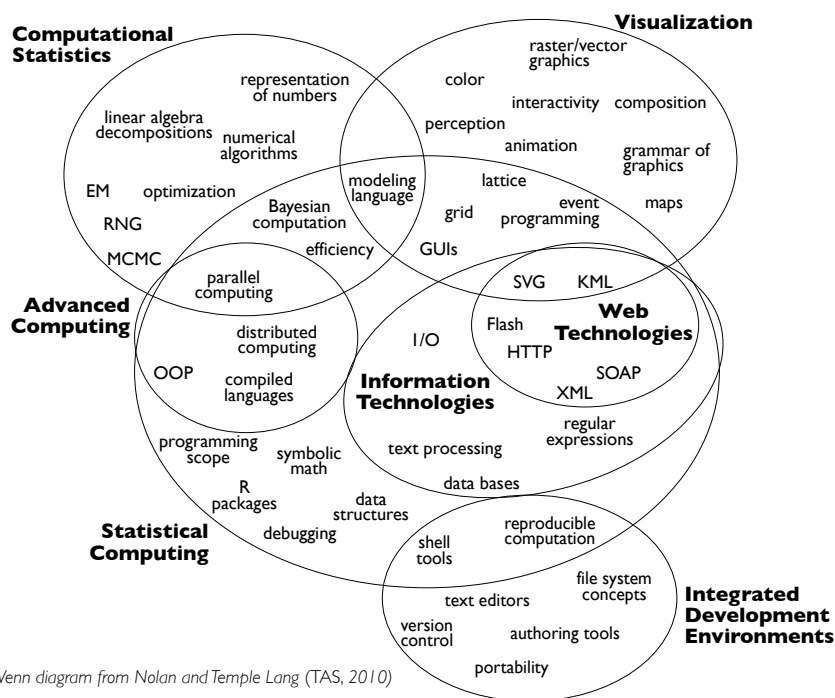 Computational
Statistics
Visualization
raster/vector
graphics
color
representation
of numbers
interactivity
composition
linear algebra
decompositions
perception
numerical
algorithms
animation
grammar of
graphics
modeling
language
lattice
EM
optimization
event
programming
maps
Bayesian
computation
grid
RNG
efficiency
GUIs
MCMC
parallel
computing
SVG
KML
Advanced
Computing
Web
Technologies
Flash
distributed
computing
I/O
HTTP
OOP
compiled
languages
Information
Technologies
SOAP
XML
regular
expressions
programming
scope
symbolic
math
text processing
R
packages
data bases
data
structures
Statistical
Computing
debugging
reproducible
computation
shell
tools
file system
concepts
text editors
Integrated
Development
Environments
version
control
authoring tools
portability
Venn diagram from Nolan and Temple Lang (TAS, 2010)